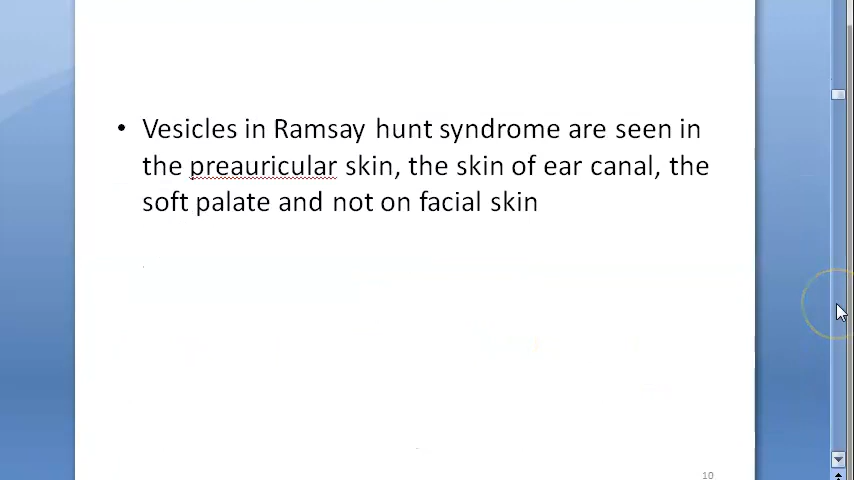 • Vesicles in Ramsay hunt syndrome are seen in
the preauricular skin, the skin of ear canal, the
soft palate and not on facial skin
10